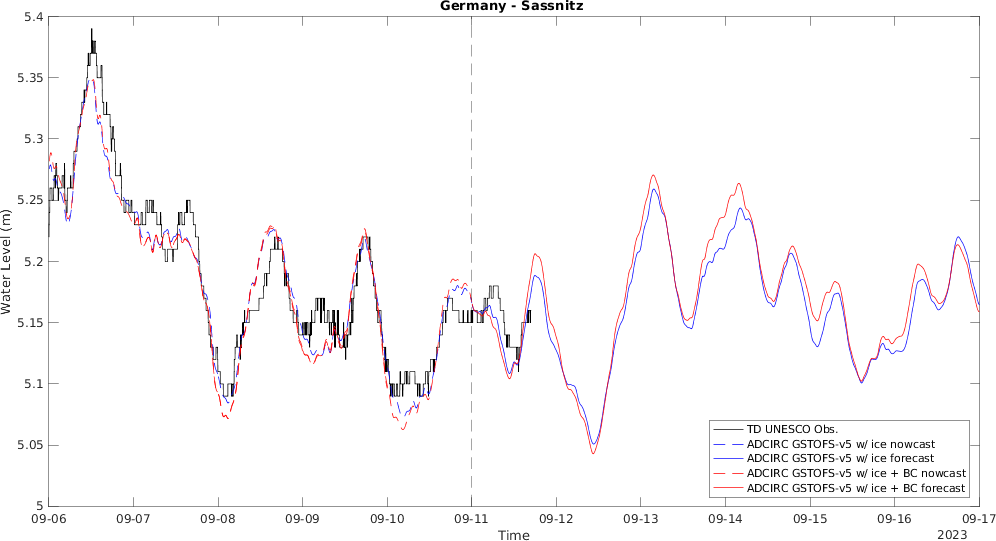 Germany - Sassnitz
5.4
5.35
5.3
5.25
5.2
5.15
5.1
5.05
5
Water Level (m)
09-06 09-07 09-08 09-09 09-10 09-11 09-12 09-13 09-14 09-15 09-16 09-17
Time
2023
TD UNESCO Obs.
ADCIRC GSTOFS-v5 w/ ice nowcast
ADCIRC GSTOFS-v5 w/ ice forecast
ADCIRC GSTOFS-v5 w/ ice + BC nowcast
ADCIRC GSTOFS-v5 w/ ice + BC forecast